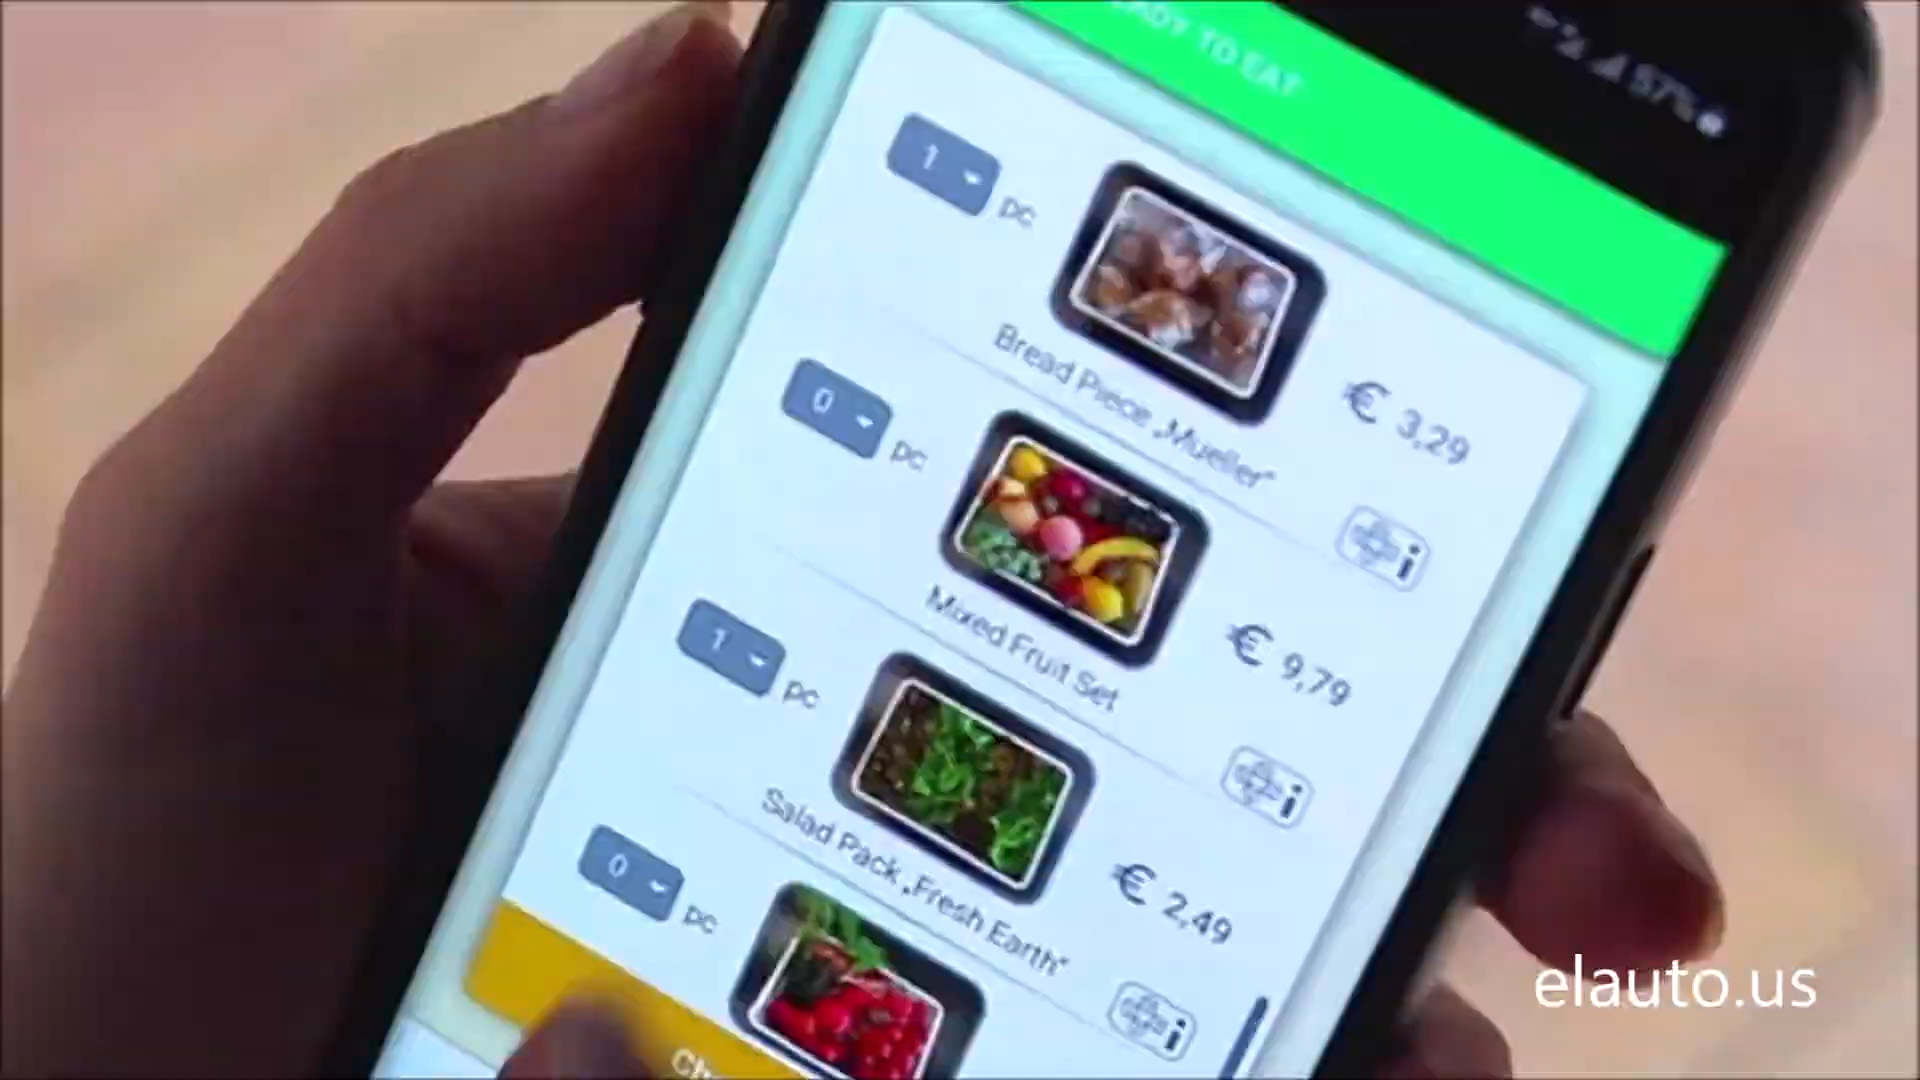 57%
READY TO EAT
1 pc
Bread Piece „Mueller“
€ 3,29
i
0 pc
Mixed Fruit Set
€ 9,79
i
1 pc
Salad Pack „Fresh Earth“
€ 2,49
i
0 pc
elauto.us